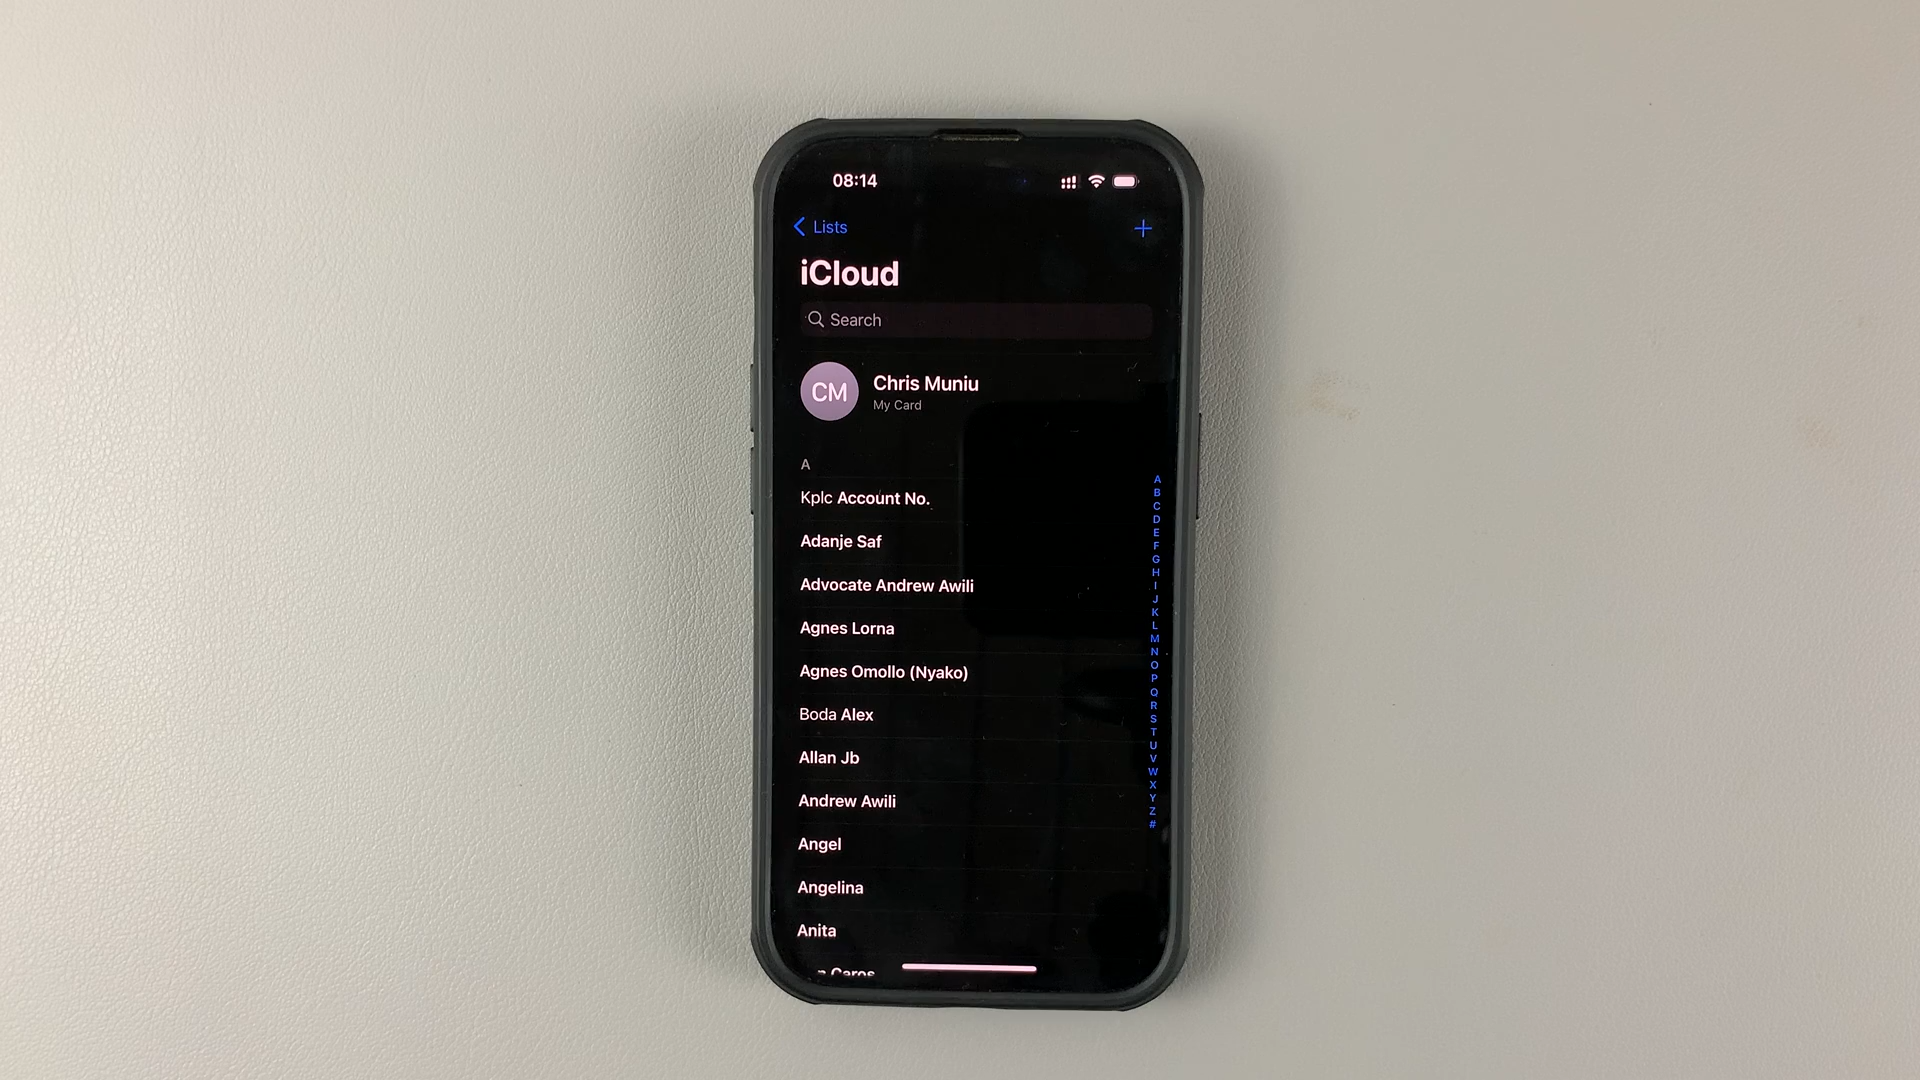 08:14
Lists
iCloud
Search
CM
Chris Muniu
My Card
A
Kplc Account No.
Adanje Saf
Advocate Andrew Awili
Agnes Lorna
Agnes Omollo (Nyako)
Boda Alex
Allan Jb
Andrew Awili
Angel
Angelina
Anita
Caros
A
B
C
D
E
F
G
H
I
J
K
L
M
N
O
P
Q
R
S
T
U
V
W
X
Y
Z
#